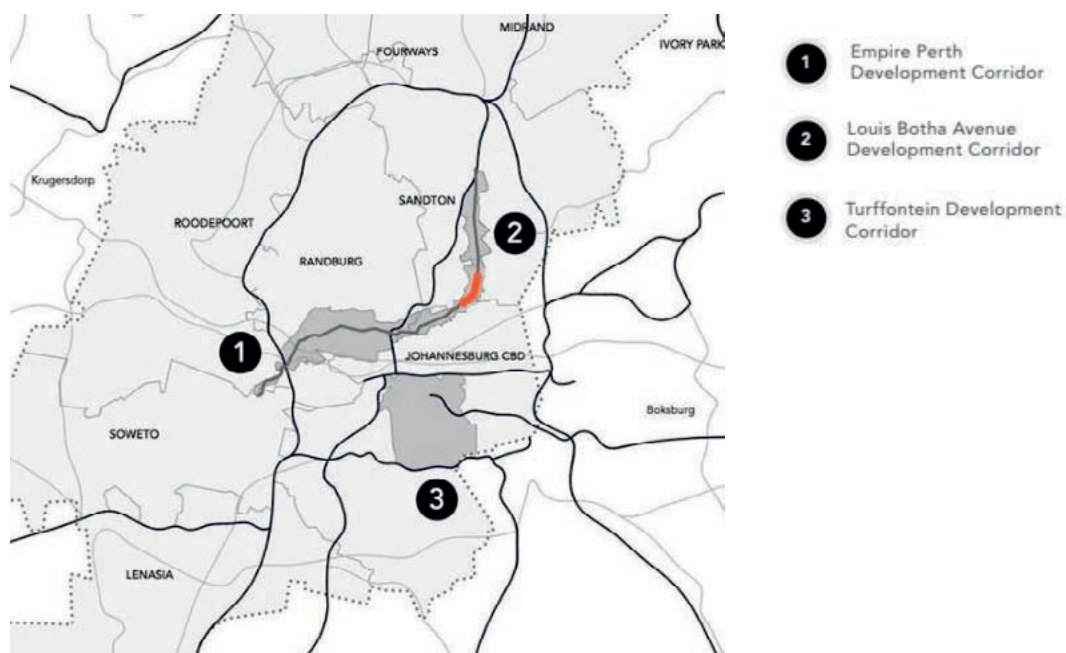 MIDRAND
FOURWAYS
IVORY PARK
Krugersdorp
SANDTON
ROODEPOORT
2
RANDBURG
1
JOHANNESBURG CBD
Boksburg
SOWETO
3
LENASIA
1
Empire Perth
Development Corridor
2
Louis Botha Avenue
Development Corridor
3
Turffontein Development
Corridor